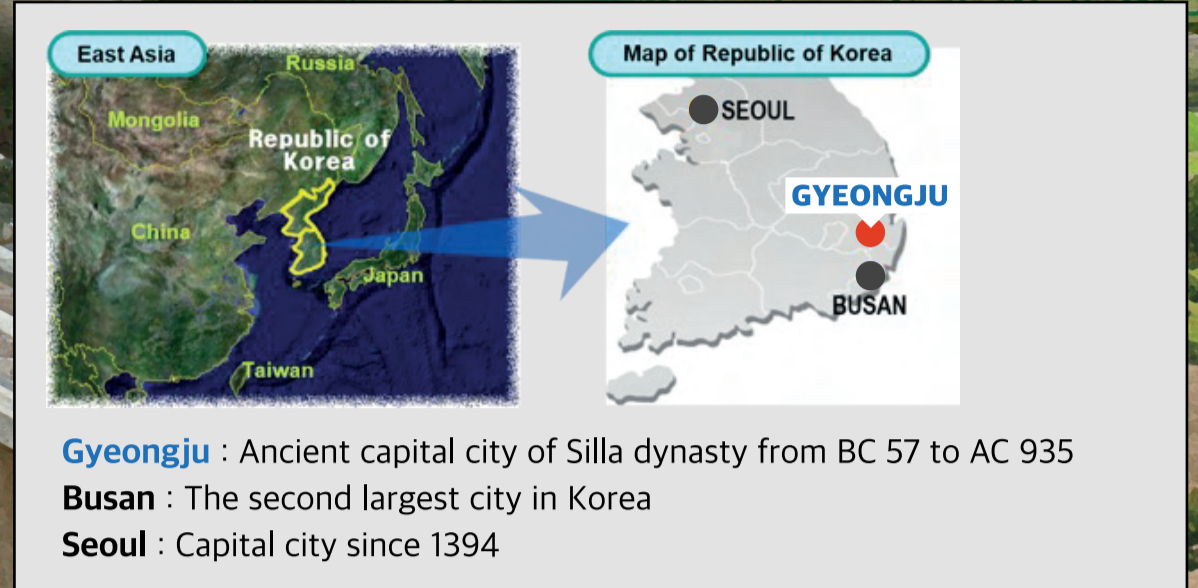 East Asia
Russia
Mongolia
Republic of
Korea
China
Japan
Taiwan
Map of Republic of Korea
SEOUL
GYEONGJU
BUSAN
Gyeongju : Ancient capital city of Silla dynasty from BC 57 to AC 935
Busan : The second largest city in Korea
Seoul : Capital city since 1394